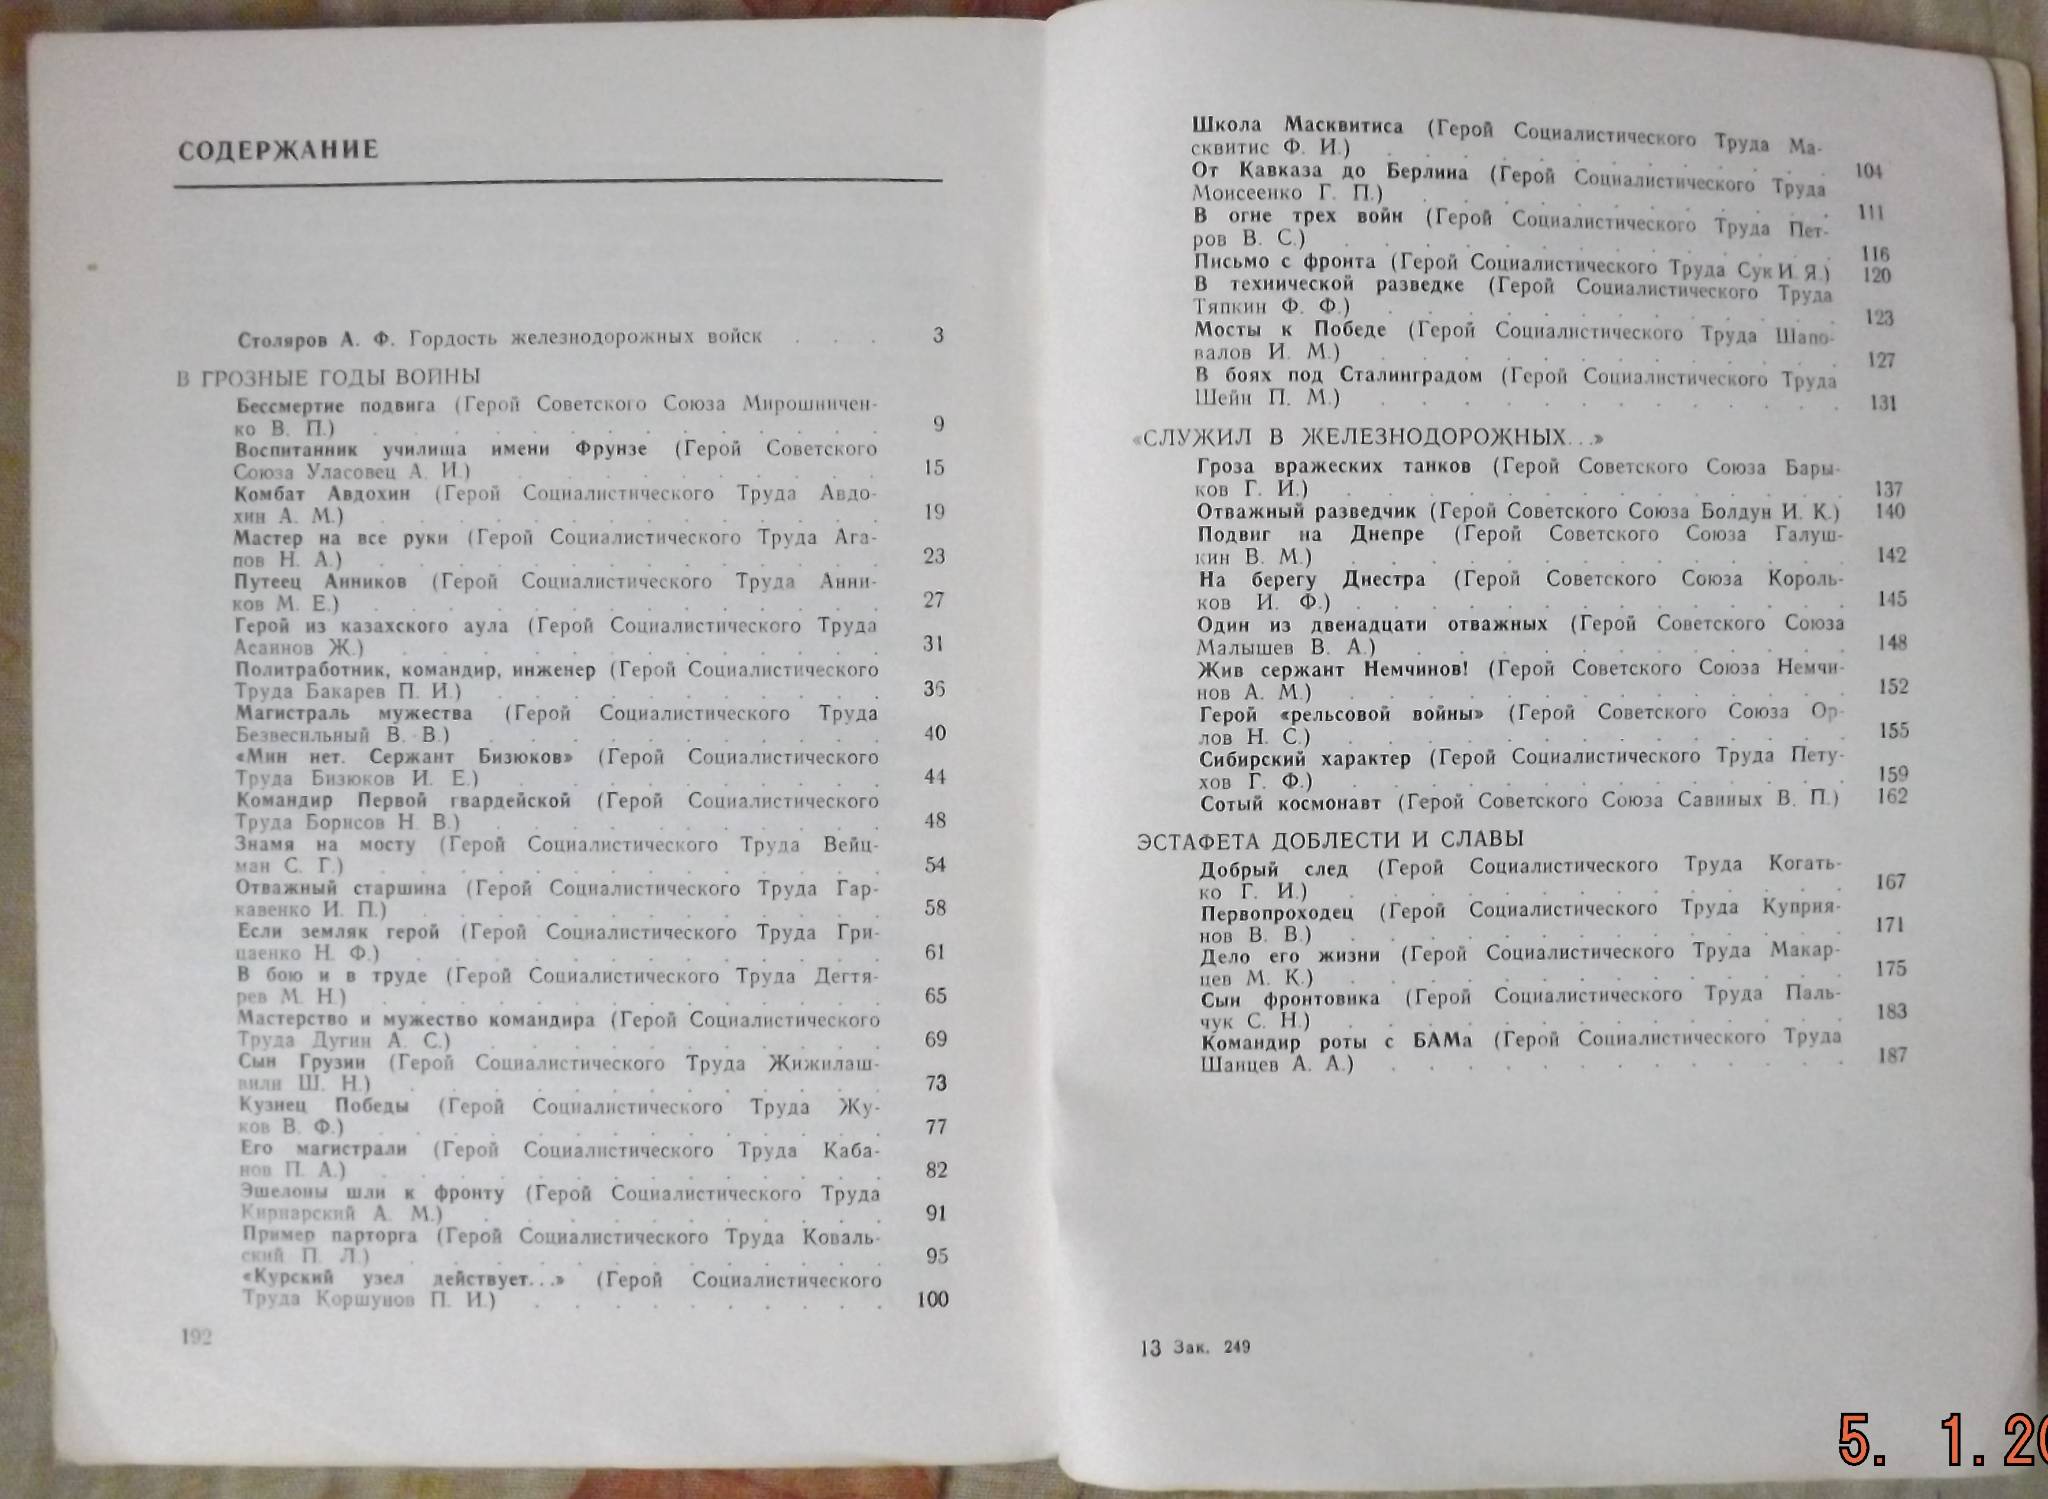 СОДЕРЖАНИЕ
Столяров А. Ф. Гордость железнодорожных войск . . . 3
В ГРОЗНЫЕ ГОДЫ ВОЙНЫ
Бессмертие подвига (Герой Советского Союза Мирошничен-
ко В. П.) . . . . . . . . . . . . 9
Воспитанник училища имени Фрунзе (Герой Советского
Союза Уласовец А. И.) . . . . . . . . . 15
Комбат Авдохин (Герой Социалистического Труда Авдо-
хин А. М.) . . . . . . . . . . . . 19
Мастер на все руки (Герой Социалистического Труда Ага-
пов Н. А.) . . . . . . . . . . . . 23
Путеец Анников (Герой Социалистического Труда Анни-
ков М. Е.) . . . . . . . . . . . . 27
Герой из казахского аула (Герой Социалистического Труда
Асаинов Ж.) . . . . . . . . . . . . 31
Политработник, командир, инженер (Герой Социалистического
Труда Бакарев П. И.) . . . . . . . . . 36
Магистраль мужества (Герой Социалистического Труда
Безвесильный В. В.) . . . . . . . . . . 40
«Мин нет. Сержант Бизюков» (Герой Социалистического
Труда Бизюков И. Е.) . . . . . . . . . 44
Командир Первой гвардейской (Герой Социалистического
Труда Борисов Н. В.) . . . . . . . . . 48
Знамя на мосту (Герой Социалистического Труда Вейц-
ман С. Г.) . . . . . . . . . . . . 54
Отважный старшина (Герой Социалистического Труда Гар-
кавенко И. П.) . . . . . . . . . . . 58
Если земляк герой (Герой Социалистического Труда Гри-
цаенко Н. Ф.) . . . . . . . . . . . 61
В бою и в труде (Герой Социалистического Труда Дегтя-
рев М. Н.) . . . . . . . . . . . . 65
Мастерство и мужество командира (Герой Социалистического
Труда Дугин А. С.) . . . . . . . . . . 69
Сын Грузии (Герой Социалистического Труда Жижилаш-
вили Ш. Н.) . . . . . . . . . . . . 73
Кузнец Победы (Герой Социалистического Труда Жу-
ков В. Ф.) . . . . . . . . . . . . 77
Его магистрали (Герой Социалистического Труда Каба-
нов П. А.) . . . . . . . . . . . . 82
Эшелоны шли к фронту (Герой Социалистического Труда
Кирнарский А. М.) . . . . . . . . . . 91
Пример парторга (Герой Социалистического Труда Коваль-
ский П. Л.) . . . . . . . . . . . . 95
«Курский узел действует...» (Герой Социалистического
Труда Коршунов П. И.) . . . . . . . . . 100
192
Школа Масквитиса (Герой Социалистического Труда Ма-
сквитис Ф. И.) . . . . . . . . . . . 104
От Кавказа до Берлина (Герой Социалистического Труда
Моисеенко Г. П.) . . . . . . . . . . 111
В огне трех войн (Герой Социалистического Труда Пет-
ров В. С.) . . . . . . . . . . . . 116
Письмо с фронта (Герой Социалистического Труда Сук И. Я.) 120
В технической разведке (Герой Социалистического Труда
Тяпкин Ф. Ф.) . . . . . . . . . . . 123
Мосты к Победе (Герой Социалистического Труда Шапо-
валов И. М.) . . . . . . . . . . . 127
В боях под Сталинградом (Герой Социалистического Труда
Шейн П. М.) . . . . . . . . . . . 131
«СЛУЖИЛ В ЖЕЛЕЗНОДОРОЖНЫХ...»
Гроза вражеских танков (Герой Советского Союза Бары-
ков Г. И.) . . . . . . . . . . . . 137
Отважный разведчик (Герой Советского Союза Болдун И. К.) 140
Подвиг на Днепре (Герой Советского Союза Галуш-
кин В. М.) . . . . . . . . . . . . 142
На берегу Днестра (Герой Советского Союза Король-
ков И. Ф.) . . . . . . . . . . . . 145
Один из двенадцати отважных (Герой Советского Союза
Малышев В. А.) . . . . . . . . . . . 148
Жив сержант Немчинов! (Герой Советского Союза Немчи-
нов А. М.) . . . . . . . . . . . . 152
Герой «рельсовой войны» (Герой Советского Союза Ор-
лов Н. С.) . . . . . . . . . . . . 155
Сибирский характер (Герой Социалистического Труда Пету-
хов Г. Ф.) . . . . . . . . . . . . 159
Сотый космонавт (Герой Советского Союза Савиных В. П.) 162
ЭСТАФЕТА ДОБЛЕСТИ И СЛАВЫ
Добрый след (Герой Социалистического Труда Когать-
ко Г. И.) . . . . . . . . . . . . 167
Первопроходец (Герой Социалистического Труда Куприя-
нов В. В.) . . . . . . . . . . . . 171
Дело его жизни (Герой Социалистического Труда Макар-
цев М. К.) . . . . . . . . . . . . 175
Сын фронтовика (Герой Социалистического Труда Паль-
чук С. Н.) . . . . . . . . . . . . 183
Командир роты с БАМа (Герой Социалистического Труда
Шанцев А. А.) . . . . . . . . . . . 187
13 Зак. 249
5. 1.20